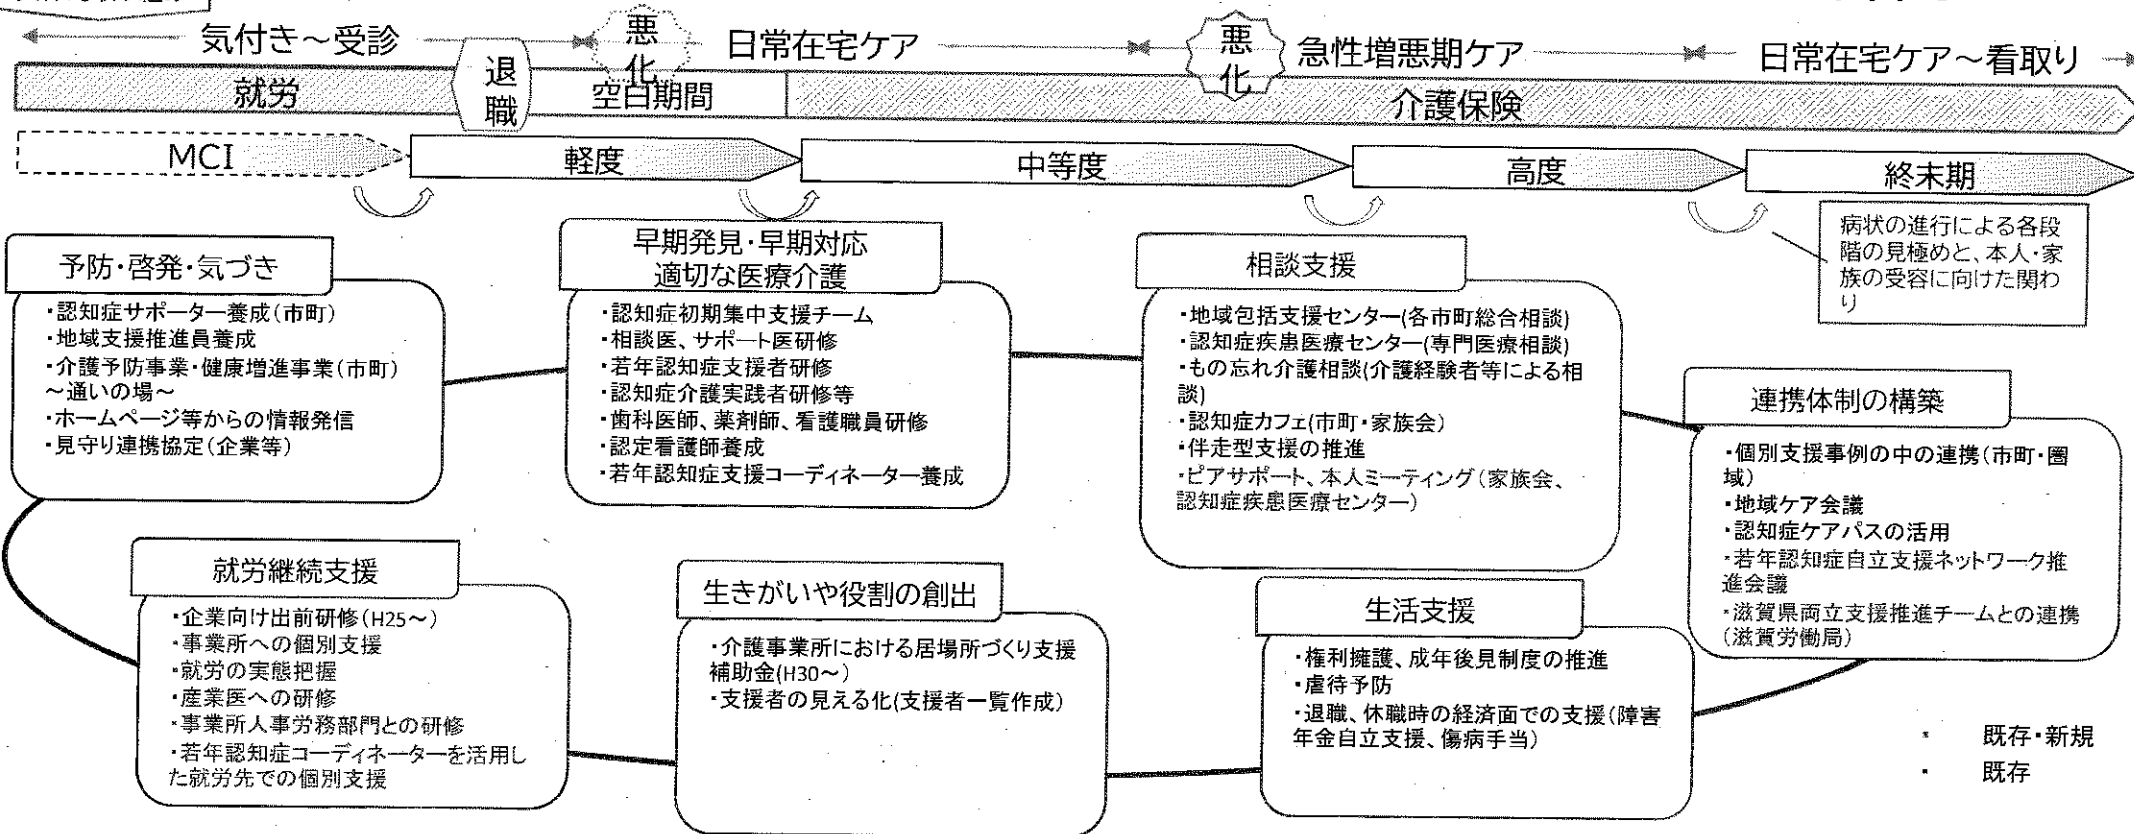 気付き～受診
悪化
日常在宅ケア
悪化
急性増悪期ケア
日常在宅ケア～看取り
就労
退職
空白期間
介護保険
MCI
軽度
中等度
高度
終末期
病状の進行による各段
階の見極めと、本人・家
族の受容に向けた関わ
り
予防・啓発・気づき
・認知症サポーター養成(市町)
・地域支援推進員養成
・介護予防事業・健康増進事業(市町)
～通いの場～
・ホームページ等からの情報発信
・見守り連携協定(企業等)
早期発見・早期対応
適切な医療介護
・認知症初期集中支援チーム
・相談医、サポート医研修
・若年認知症支援者研修
・認知症介護実践者研修等
・歯科医師、薬剤師、看護職員研修
・認定看護師養成
・若年認知症支援コーディネーター養成
相談支援
・地域包括支援センター(各市町総合相談)
・認知症疾患医療センター(専門医療相談)
・もの忘れ介護相談(介護経験者等による相
談)
・認知症カフェ(市町・家族会)
・伴走型支援の推進
・ピアサポート、本人ミーティング(家族会、
認知症疾患医療センター)
連携体制の構築
・個別支援事例の中の連携(市町・圏
域)
・地域ケア会議
・認知症ケアパスの活用
・若年認知症自立支援ネットワーク推
進会議
・滋賀県両立支援推進チームとの連携
(滋賀労働局)
就労継続支援
・企業向け出前研修(H25～)
・事業所への個別支援
・就労の実態把握
・産業医への研修
・事業所人事労務部門との研修
・若年認知症コーディネーターを活用し
た就労先での個別支援
生きがいや役割の創出
・介護事業所における居場所づくり支援
補助金(H30～)
・支援者の見える化(支援者一覧作成)
生活支援
・権利擁護、成年後見制度の推進
・虐待予防
・退職、休職時の経済面での支援(障害
年金自立支援、傷病手当)
・ 既存・新規
・ 既存